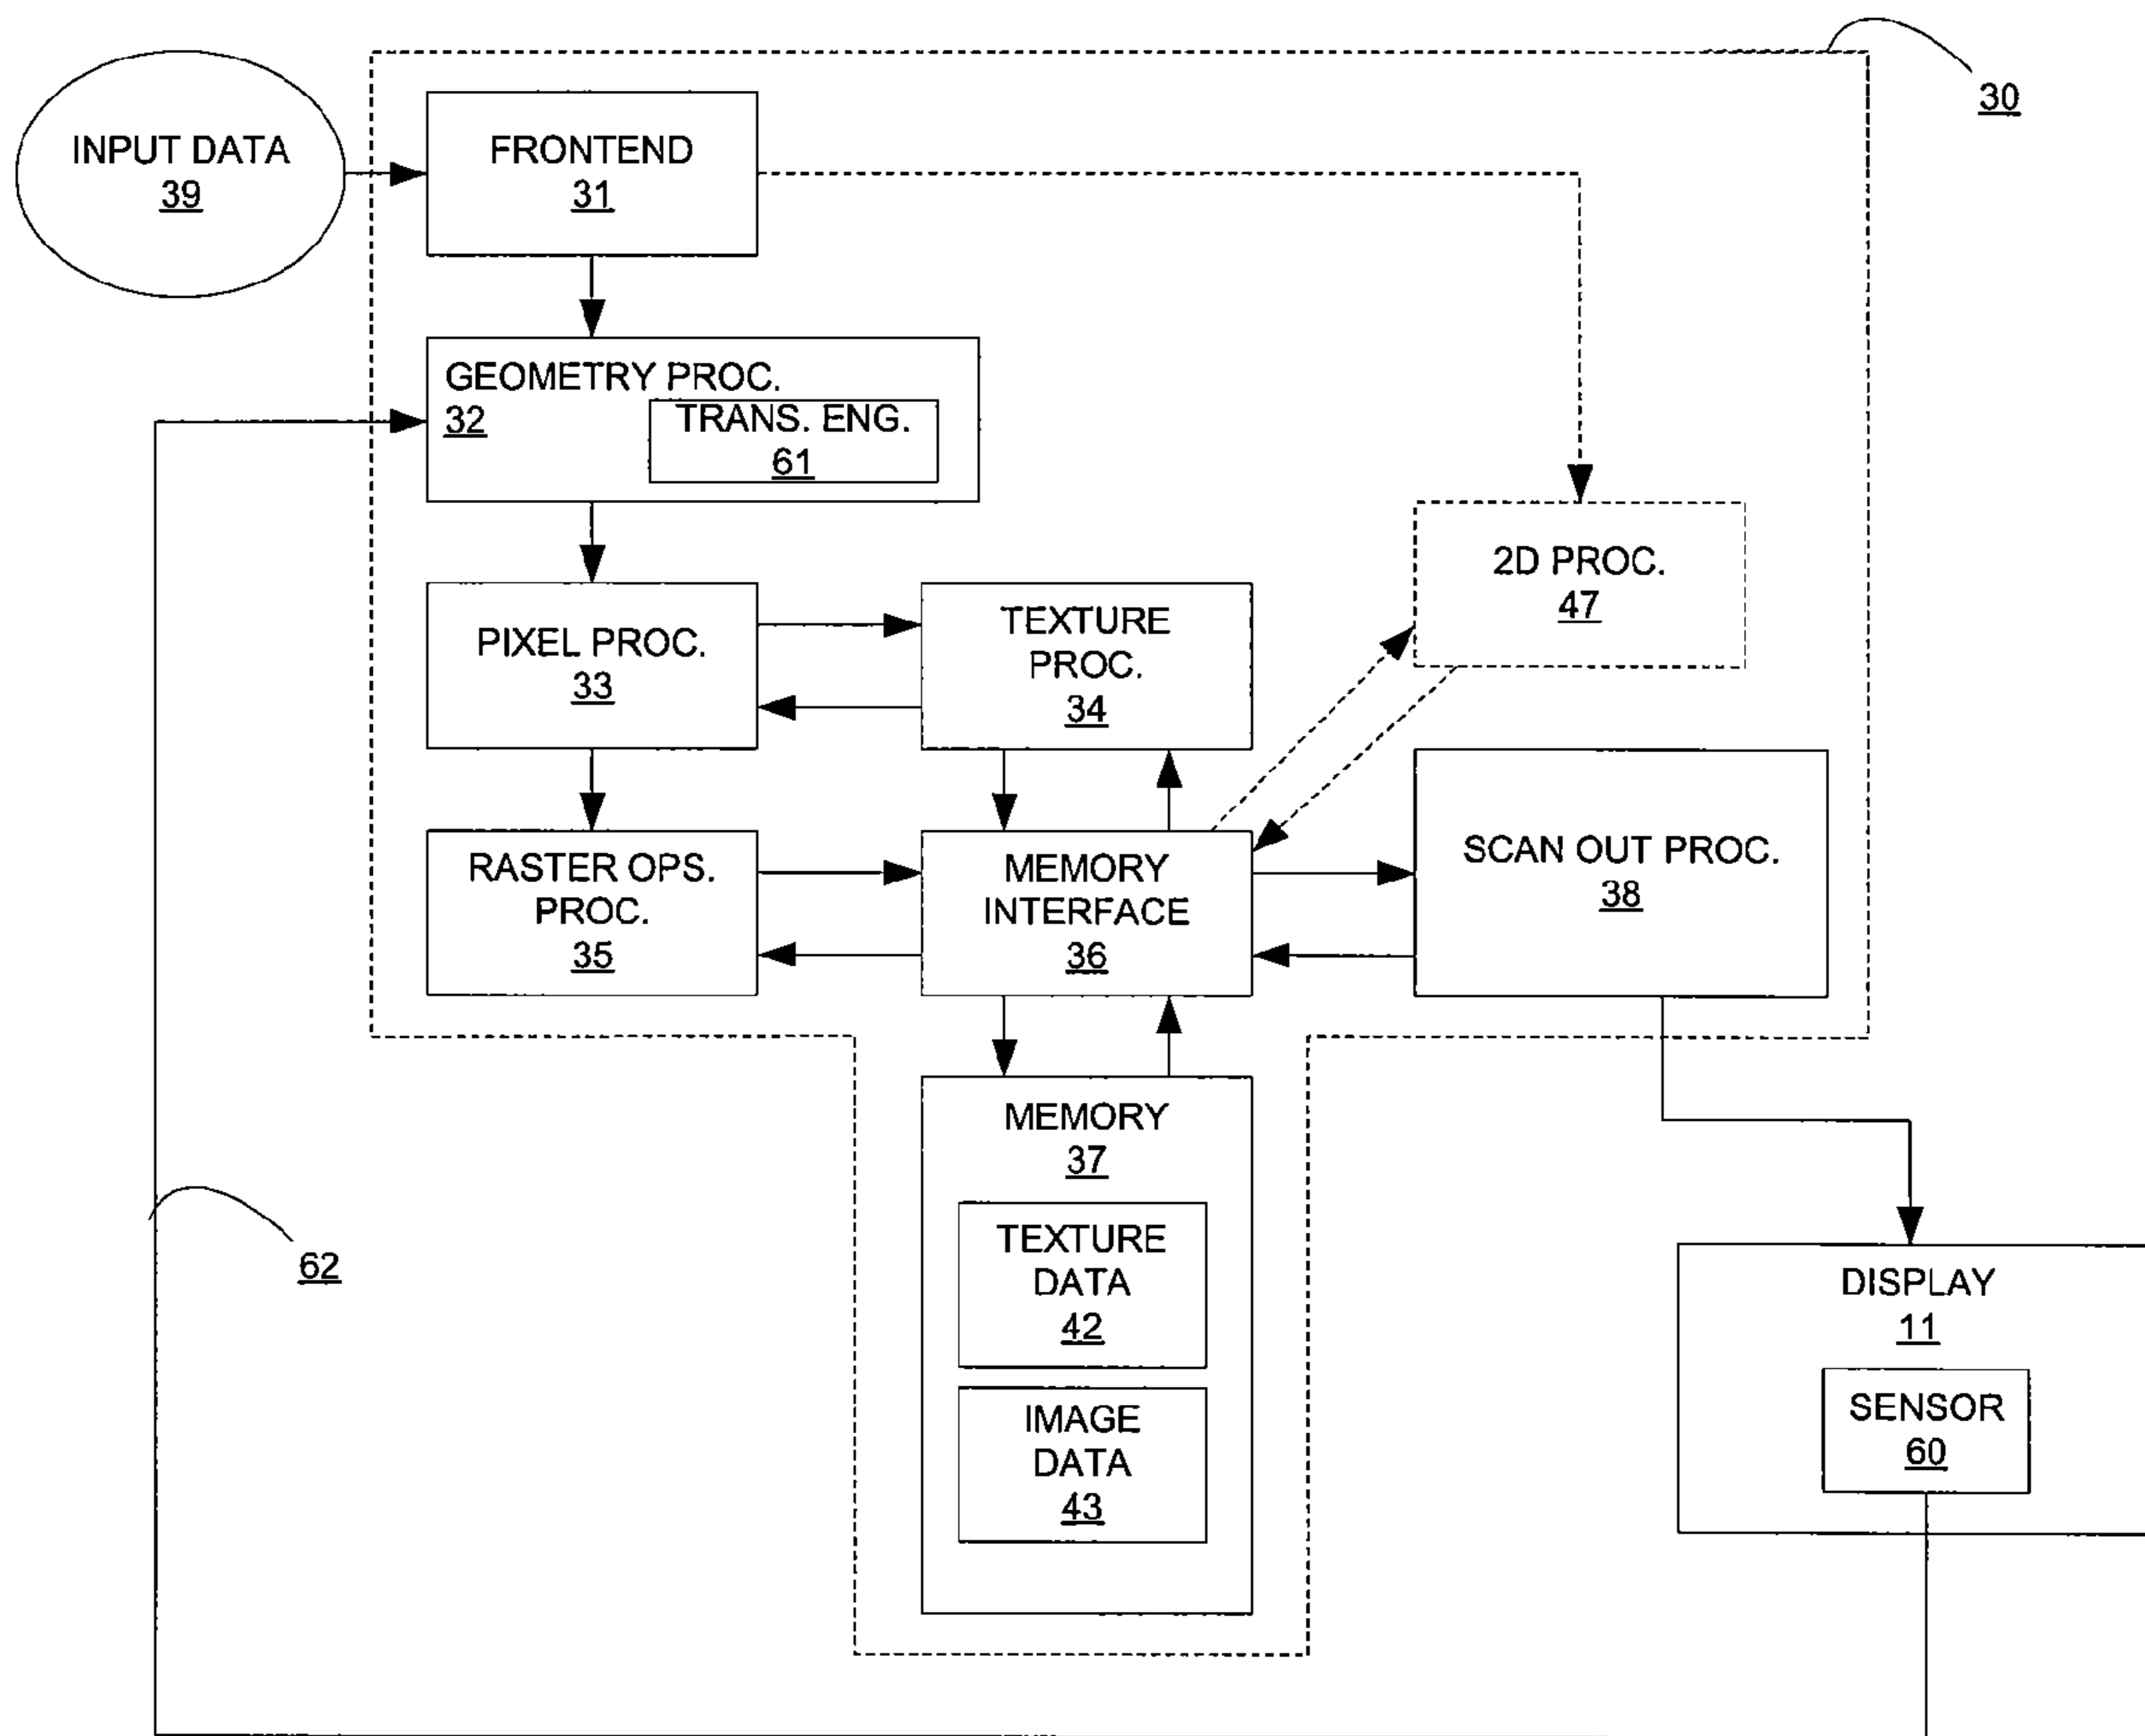 30
INPUT DATA
39
FRONTEND
31
GEOMETRY PROC.
32
TRANS. ENG.
61
2D PROC.
47
PIXEL PROC.
33
TEXTURE
PROC.
34
SCAN OUT PROC.
38
RASTER OPS.
PROC.
35
MEMORY
INTERFACE
36
MEMORY
37
TEXTURE
DATA
42
IMAGE
DATA
43
62
DISPLAY
11
SENSOR
60